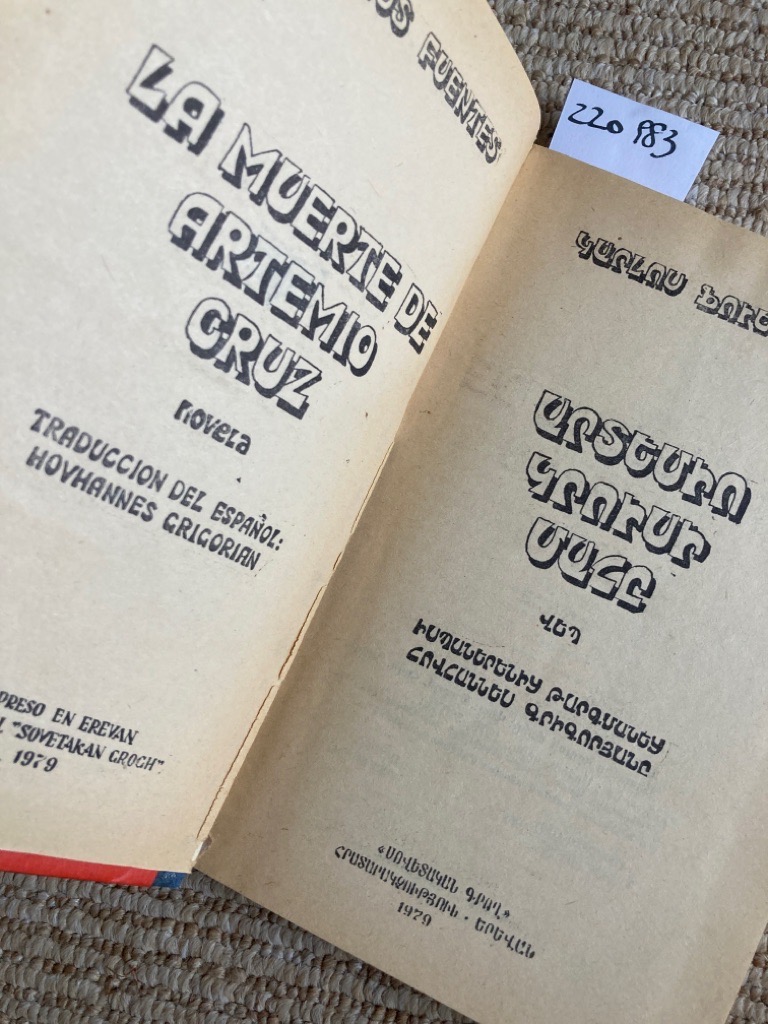 FUENTES
LA MUERTE DE
ARTEMIO
CRUZ
novela
TRADUCCION DEL ESPAÑOL:
HOVHANNES GRIGORIAN
EN EREVAN
"SOVETAKAN GROGH"
1979
220 983
ԿԱՐԼՈՍ
ԱՐՏԵՄԻՈ
ԿՐՈՒՍԻ
ՄԱՀԸ
ՎԵՊ
ԻՍՊԱՆԵՐԵՆԻՑ ԹԱՐԳՄԱՆԵՑ
ՀՈՎՀԱՆՆԵՍ ԳՐԻԳՈՐՅԱՆԸ
«ՍՈՎԵՏԱԿԱՆ ԳՐՈՂ»
ՀՐԱՏԱՐԱԿՉՈՒԹՅՈՒՆ • ԵՐԵՎԱՆ
1979